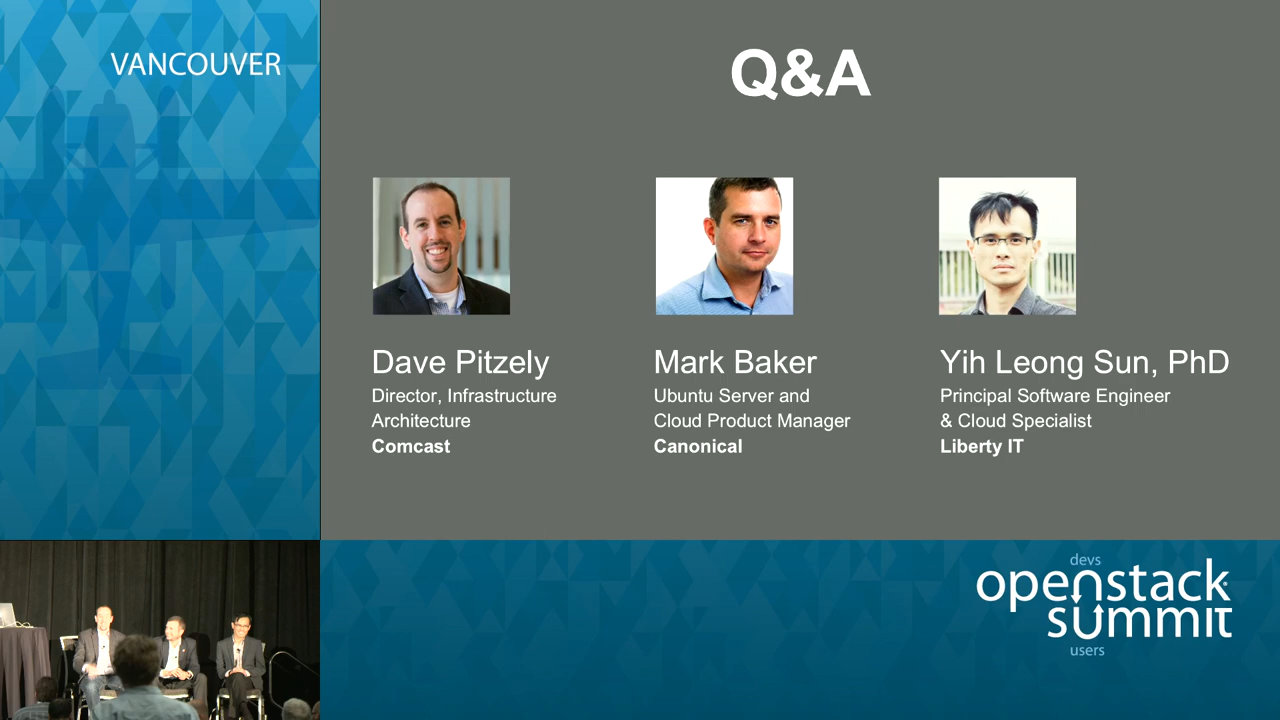 VANCOUVER
Q&A
Dave Pitzely
Director, Infrastructure
Architecture
Comcast
Mark Baker
Ubuntu Server and
Cloud Product Manager
Canonical
Yih Leong Sun, PhD
Principal Software Engineer
& Cloud Specialist
Liberty IT
devs
openstack
summit
users